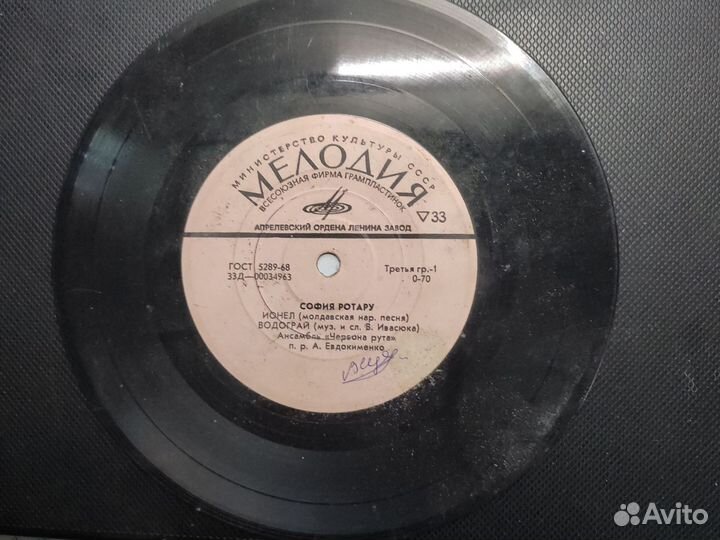 МИНИСТЕРСТВО КУЛЬТУРЫ СССР
МЕЛОДИЯ
ВСЕСОЮЗНАЯ ФИРМА ГРАМПЛАСТИНОК
▽33
АПРЕЛЕВСКИЙ ОРДЕНА ЛЕНИНА ЗАВОД
ГОСТ 5289-68 Третья гр.-1
33Д—00034963 0-70
СОФИЯ РОТАРУ
ИОНЕЛ (молдавская нар. песня)
ВОДОГРАЙ (муз. и сл. В. Ивасюка)
Ансамбль «Червона рута»
п. р. А. Евдокименко
Avito